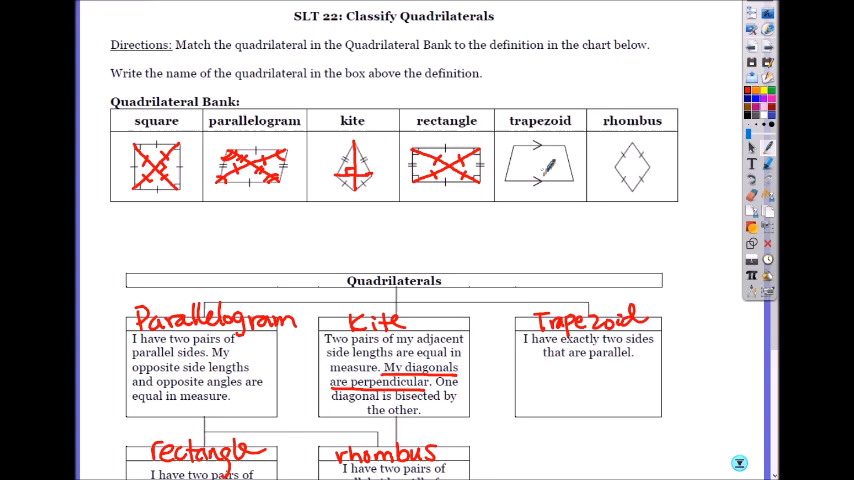 SLT 22: Classify Quadrilaterals
Directions: Match the quadrilateral in the Quadrilateral Bank to the definition in the chart below.
Write the name of the quadrilateral in the box above the definition.
Quadrilateral Bank:
square parallelogram kite rectangle trapezoid rhombus
Quadrilaterals
Parallelogram Kite Trapezoid
I have two pairs of
parallel sides. My
opposite side lengths
and opposite angles are
equal in measure.
Two pairs of my adjacent
side lengths are equal in
measure. My diagonals
are perpendicular. One
diagonal is bisected by
the other.
I have exactly two sides
that are parallel.
rectangle rhombus
I have two pairs of
I have two pairs of